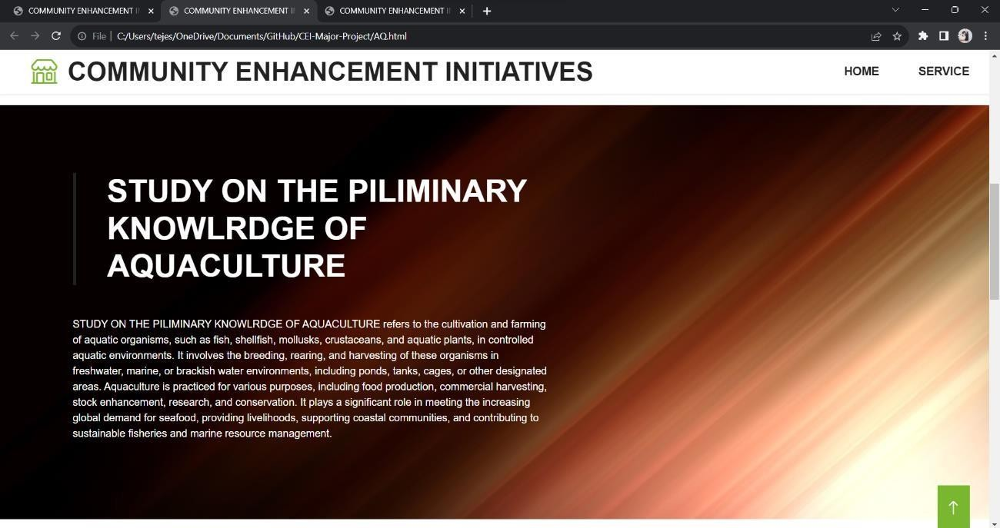 COMMUNITY ENHANCEMENT I
COMMUNITY ENHANCEMENT I
COMMUNITY ENHANCEMENT I
File
C:/Users/tejes/OneDrive/Documents/GitHub/CEI-Major-Project/AQ.html
COMMUNITY ENHANCEMENT INITIATIVES
HOME
SERVICE
STUDY ON THE PILIMINARY
KNOWLRDGE OF
AQUACULTURE
STUDY ON THE PILIMINARY KNOWLRDGE OF AQUACULTURE refers to the cultivation and farming
of aquatic organisms, such as fish, shellfish, mollusks, crustaceans, and aquatic plants, in controlled
aquatic environments. It involves the breeding, rearing, and harvesting of these organisms in
freshwater, marine, or brackish water environments, including ponds, tanks, cages, or other designated
areas. Aquaculture is practiced for various purposes, including food production, commercial harvesting,
stock enhancement, research, and conservation. It plays a significant role in meeting the increasing
global demand for seafood, providing livelihoods, supporting coastal communities, and contributing to
sustainable fisheries and marine resource management.